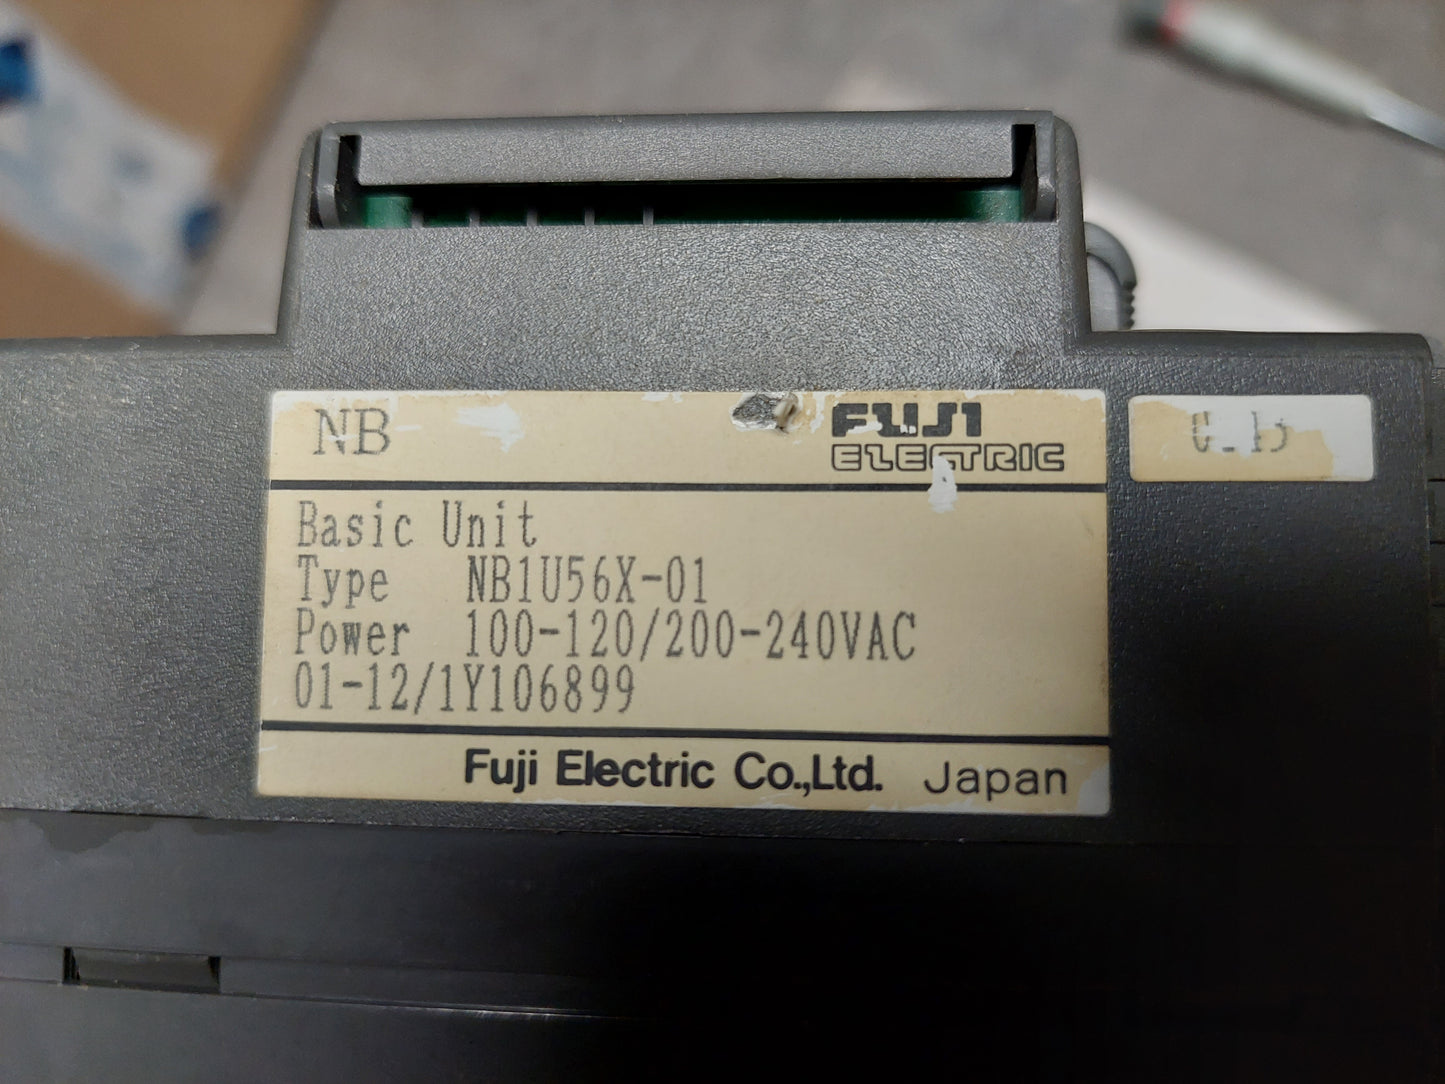 NB
FUJI
ELECTRIC
Basic Unit
Type NB1U56X-01
Power 100-120/200-240VAC
01-12/1Y106899
Fuji Electric Co.,Ltd. Japan